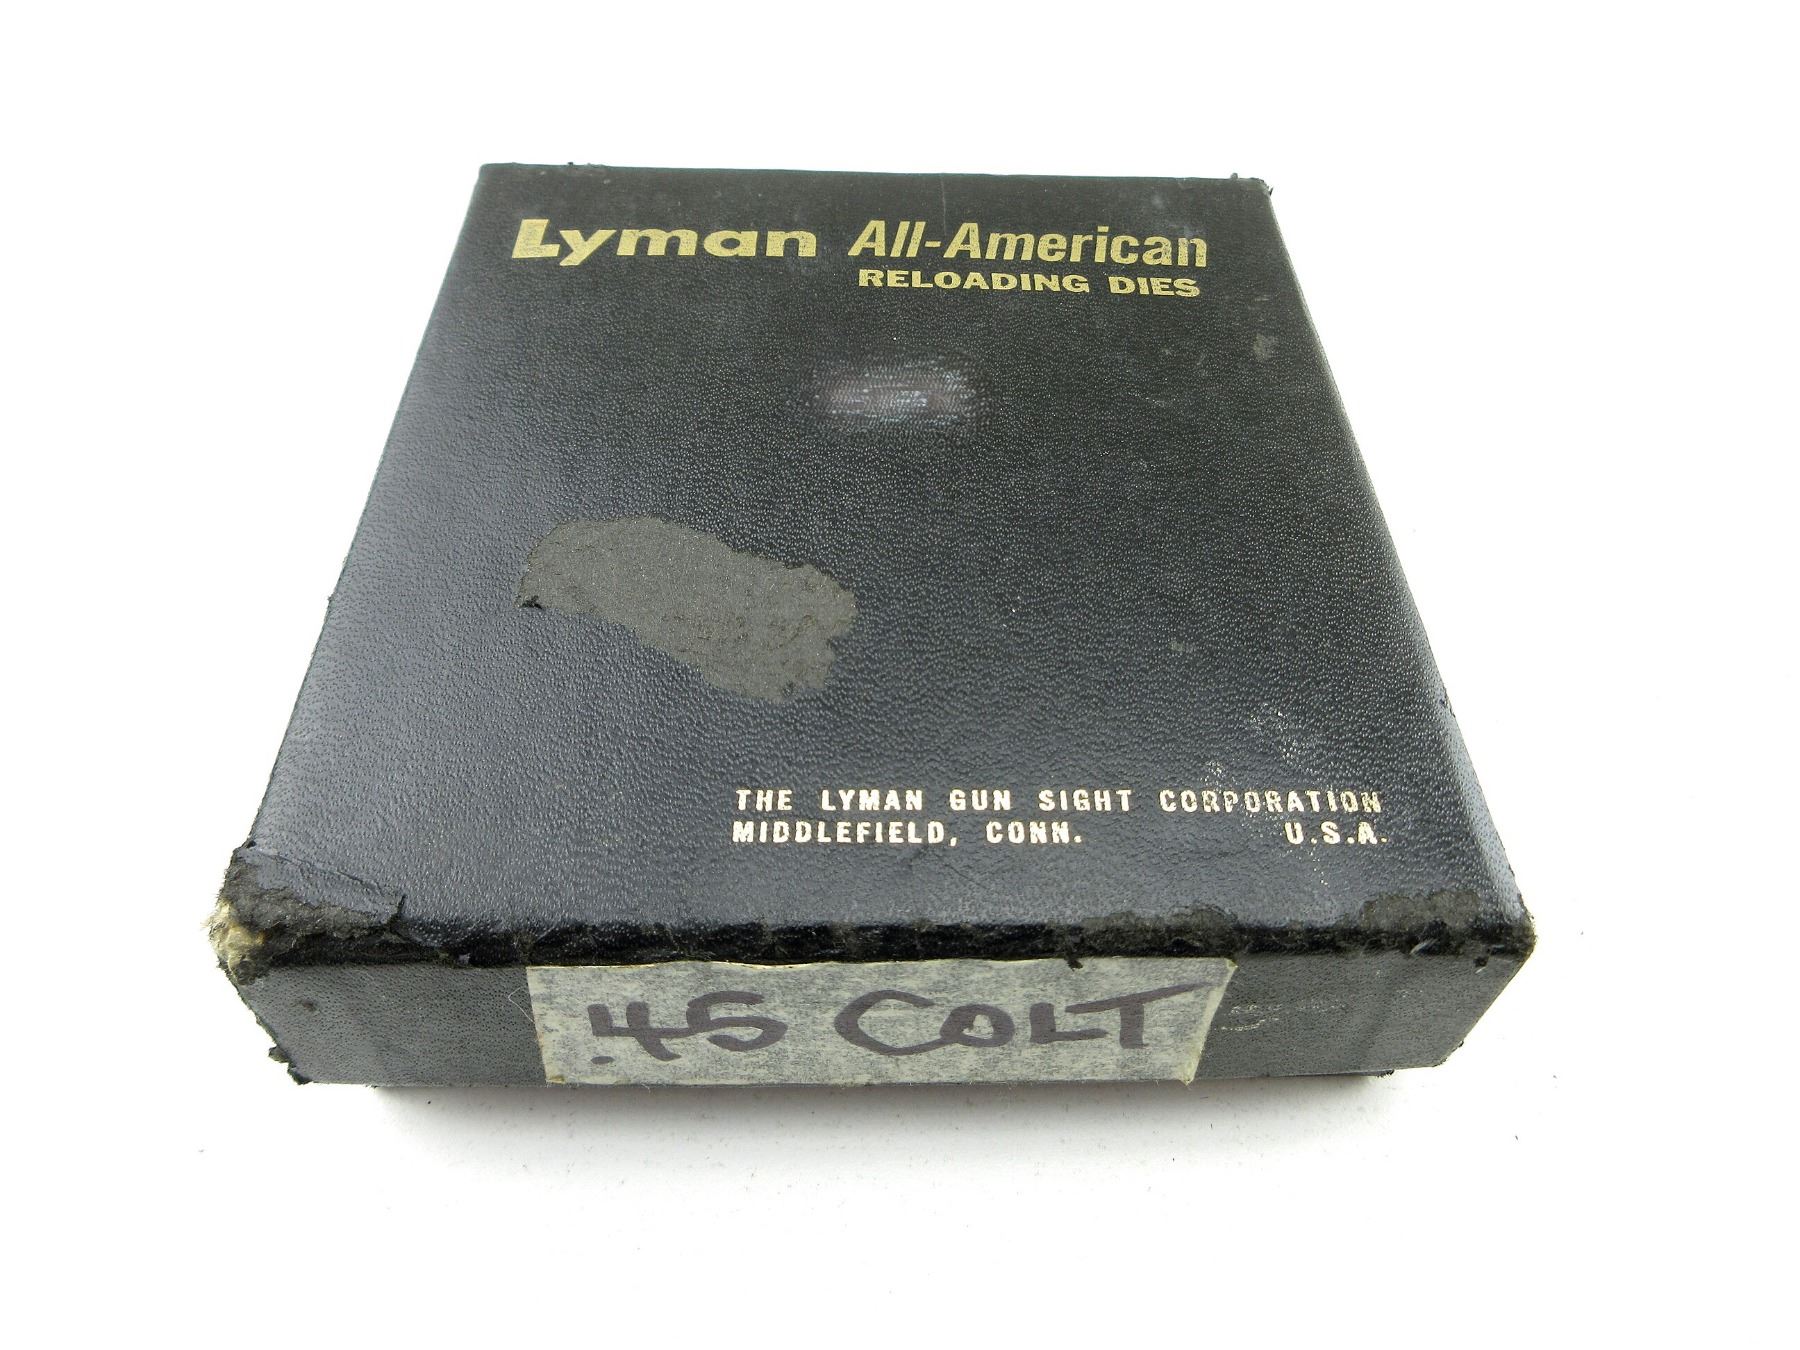 Lyman All-American
RELOADING DIES
THE LYMAN GUN SIGHT CORPORATION
MIDDLEFIELD, CONN. U.S.A.
.45 COLT